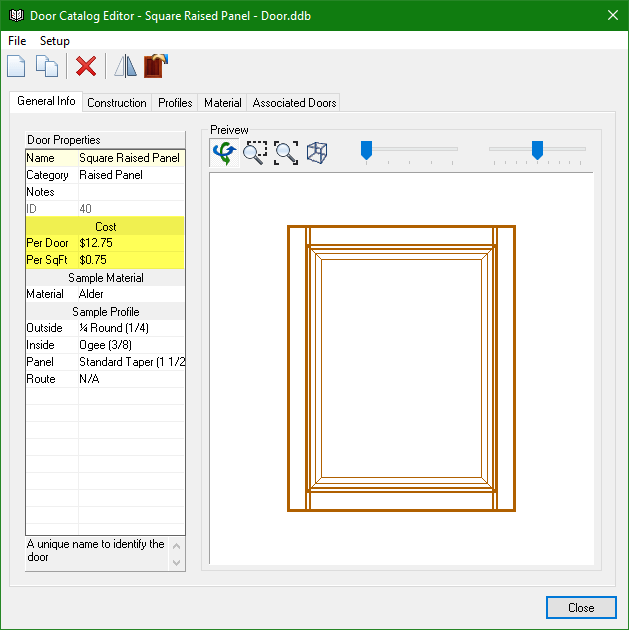 Door Catalog Editor - Square Raised Panel - Door.ddb
File Setup
General Info Construction Profiles Material Associated Doors
Door Properties
Name Square Raised Panel
Category Raised Panel
Notes
ID 40
Cost
Per Door $12.75
Per SqFt $0.75
Sample Material
Material Alder
Sample Profile
Outside ¼ Round (1/4)
Inside Ogee (3/8)
Panel Standard Taper (1 1/2
Route N/A
A unique name to identify the
door
Preivew
Close